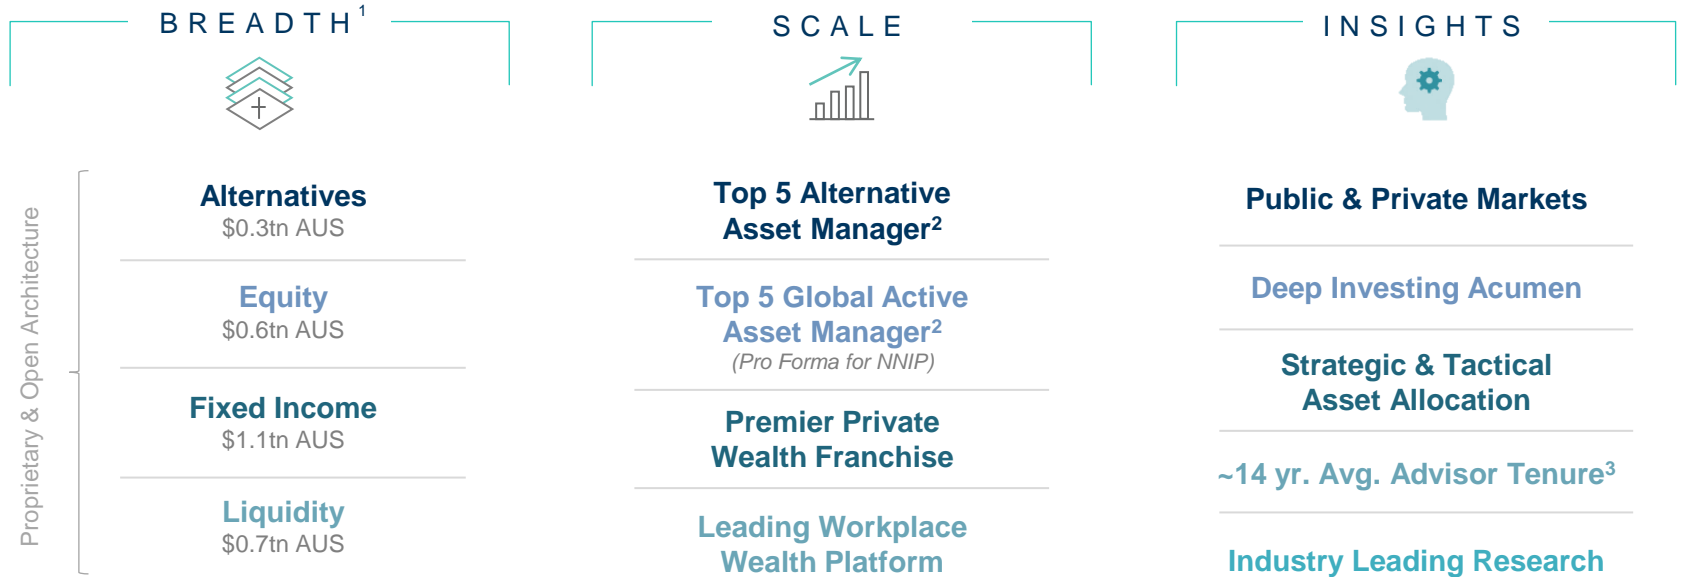 BREADTH¹
Proprietary & Open Architecture
Alternatives
$0.3tn AUS
Equity
$0.6tn AUS
Fixed Income
$1.1tn AUS
Liquidity
$0.7tn AUS
SCALE
Top 5 Alternative
Asset Manager²
Top 5 Global Active
Asset Manager²
(Pro Forma for NNIP)
Premier Private
Wealth Franchise
Leading Workplace
Wealth Platform
INSIGHTS
Public & Private Markets
Deep Investing Acumen
Strategic & Tactical
Asset Allocation
~14 yr. Avg. Advisor Tenure³
Industry Leading Research